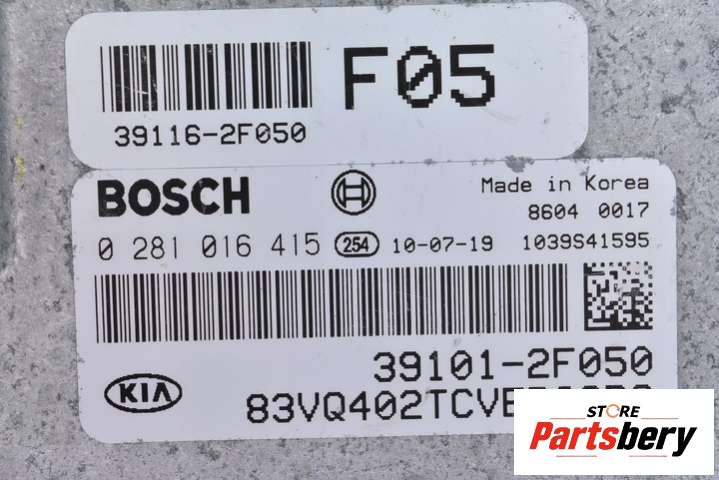 F05
39116-2F050
BOSCH
Made in Korea
8604 0017
0 281 016 415 254 10-07-19 1039S41595
39101-2F050
KIA
STORE
Partsbery